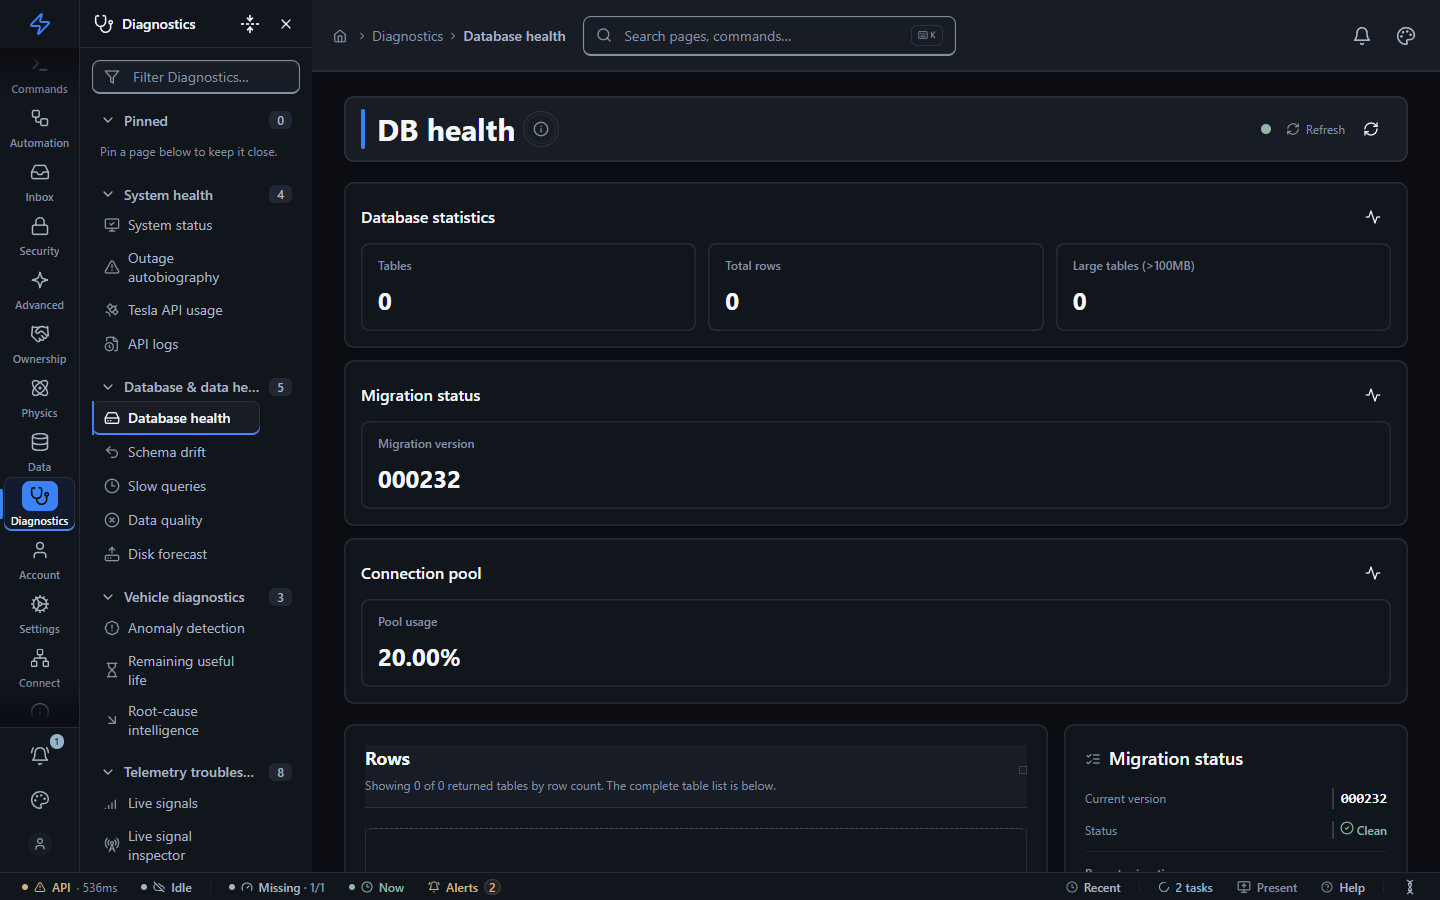 Diagnostics
Diagnostics
Database health
Search pages, commands...
K
Commands
Automation
Inbox
Security
Advanced
Ownership
Physics
Data
Diagnostics
Account
Settings
Connect
1
Filter Diagnostics...
Pinned
0
Pin a page below to keep it close.
System health
4
System status
Outage
autobiography
Tesla API usage
API logs
Database & data he...
5
Database health
Schema drift
Slow queries
Data quality
Disk forecast
Vehicle diagnostics
3
Anomaly detection
Remaining useful
life
Root-cause
intelligence
Telemetry troubles...
8
Live signals
Live signal
inspector
DB health
Refresh
Database statistics
Tables
0
Total rows
0
Large tables (>100MB)
0
Migration status
Migration version
000232
Connection pool
Pool usage
20.00%
Rows
Showing 0 of 0 returned tables by row count. The complete table list is below.
Migration status
Current version
000232
Status
Clean
API · 536ms
Idle
Missing · 1/1
Now
Alerts 2
Recent
2 tasks
Present
Help